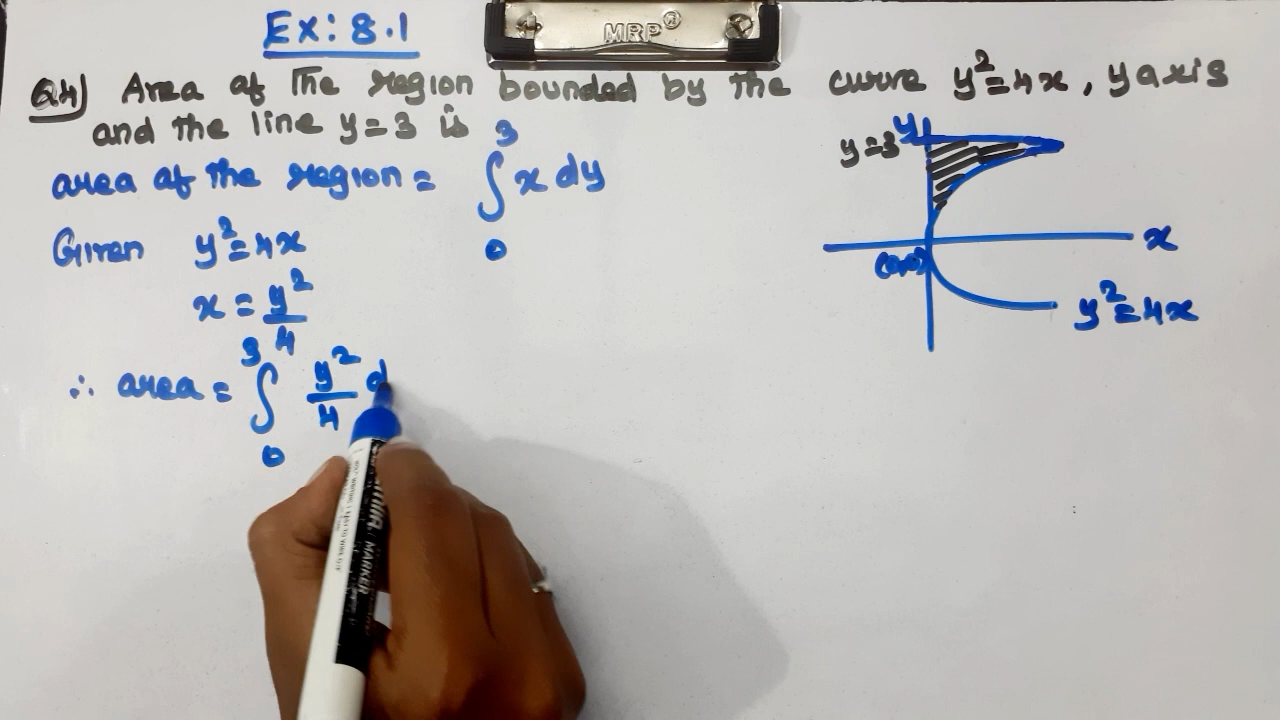 MRP®
Ex: 8.1
Q.4) Area of the region bounded by the curve y²=4x, y axis
and the line y=3 is
area of the region = ∫₀³ x dy
Given y²=4x
x = y²/4
∴ area = ∫₀³ y²/4 d
y=3
y
x
(0,0)
y²=4x
MARKER